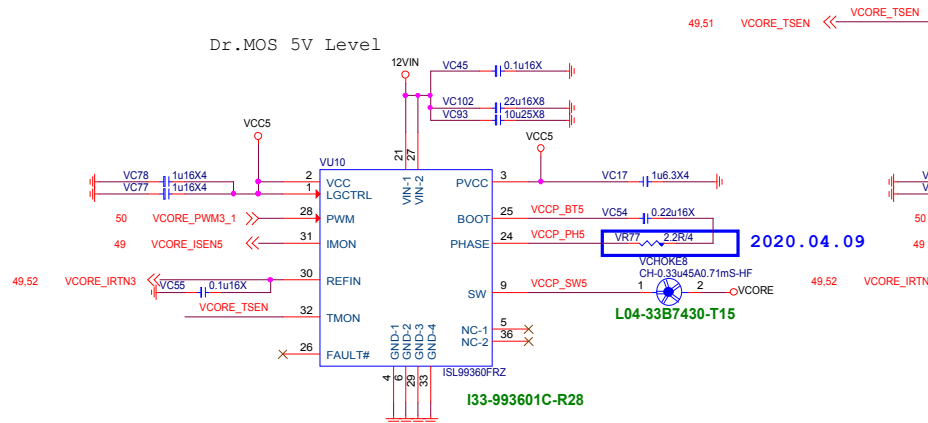 49,51 VCORE_TSEN VCORE_TSEN
Dr.MOS 5V Level
12VIN
VC45 0.1u16X
VC102 22u16X8
VC93 10u25X8
VCC5
VCC5
21
27
VU10
VC78 1u16X4
VC77 1u16X4
2 VCC
1 LGCTRL
VIN-1
VIN-2
PVCC 3
VC17 1u6.3X4
50 VCORE_PWM3_1 28 PWM
BOOT 25 VCCP_BT5 VC54 0.22u16X
50
49 VCORE_ISEN5 31 IMON
PHASE 24 VCCP_PH5 VR77 2.2R/4 2020.04.09
49
VCHOKE8
CH-0.33u45A0.71mS-HF
49,52 VCORE_IRTN3 30 REFIN
49,52 VCORE_IRTN
VC55 0.1u16X
SW 9 VCCP_SW5 1 2 VCORE
VCORE_TSEN 32 TMON
L04-33B7430-T15
NC-1 5
NC-2 36
26 FAULT#
GND-1
GND-2
GND-3
GND-4
ISL99360FRZ
4
6
29
33
I33-993601C-R28